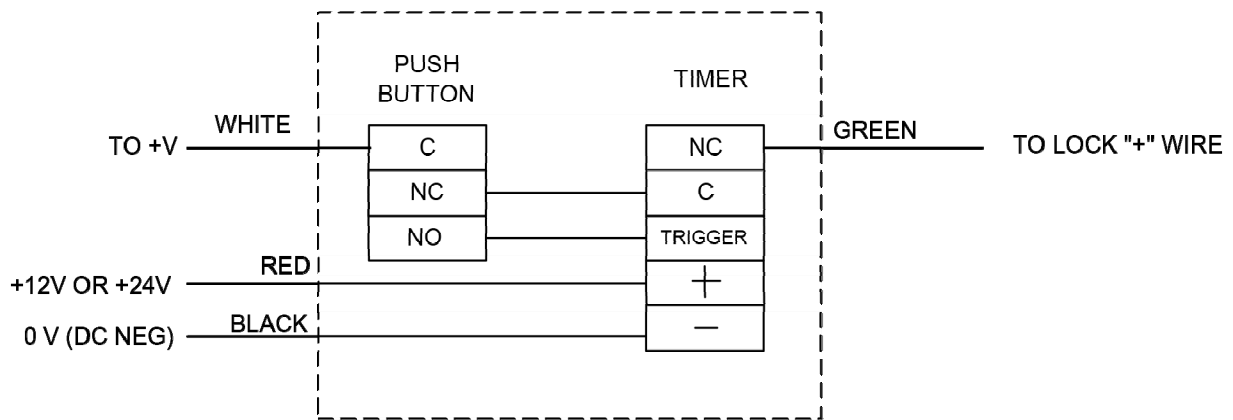 PUSH
BUTTON
TIMER
TO +V
WHITE
C
NC
GREEN
TO LOCK "+" WIRE
NC
C
NO
TRIGGER
+12V OR +24V
RED
+
0 V (DC NEG)
BLACK
−